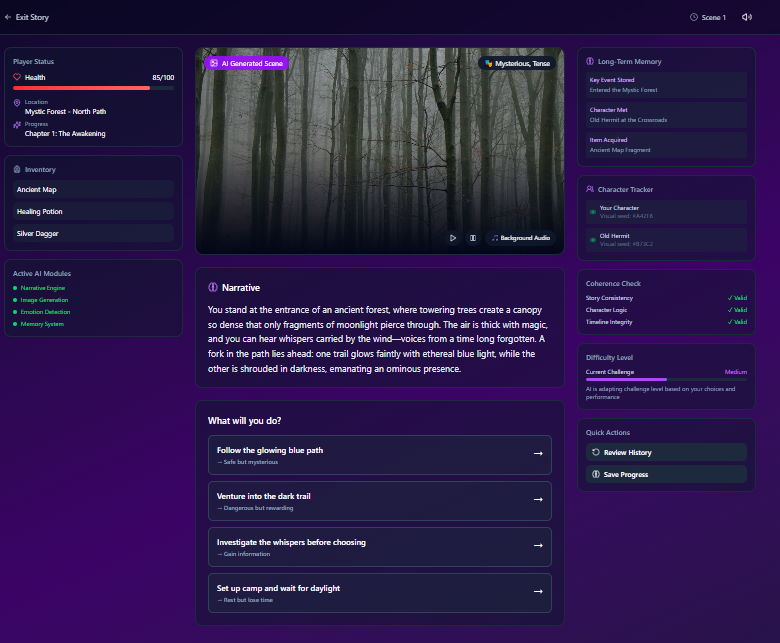 Exit Story
Scene 1
Player Status
Health 85/100
Location
Mystic Forest - North Path
Progress
Chapter 1: The Awakening
Inventory
Ancient Map
Healing Potion
Silver Dagger
Active AI Modules
Narrative Engine
Image Generation
Emotion Detection
Memory System
AI Generated Scene
Mysterious, Tense
Background Audio
Narrative
You stand at the entrance of an ancient forest, where towering trees create a canopy
so dense that only fragments of moonlight pierce through. The air is thick with magic,
and you can hear whispers carried by the wind—voices from a time long forgotten. A
fork in the path lies ahead: one trail glows faintly with ethereal blue light, while the
other is shrouded in darkness, emanating an ominous presence.
What will you do?
Follow the glowing blue path
→ Safe but mysterious
Venture into the dark trail
→ Dangerous but rewarding
Investigate the whispers before choosing
→ Gain information
Set up camp and wait for daylight
→ Rest but lose time
Long-Term Memory
Key Event Stored
Entered the Mystic Forest
Character Met
Old Hermit at the Crossroads
Item Acquired
Ancient Map Fragment
Character Tracker
Your Character
Visual seed: #A42F8
Old Hermit
Visual seed: #B73C2
Coherence Check
Story Consistency ✓ Valid
Character Logic ✓ Valid
Timeline Integrity ✓ Valid
Difficulty Level
Current Challenge Medium
AI is adapting challenge level based on your choices and
performance
Quick Actions
Review History
Save Progress